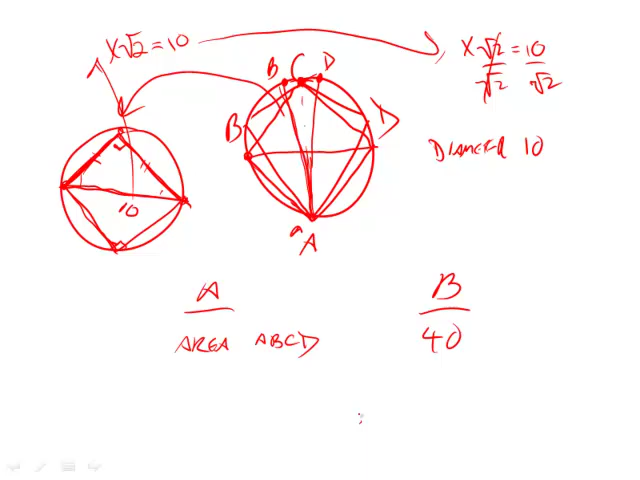 x√2 = 10
x√2 = 10
√2 √2
B C D
B D
DIAMETER 10
10
A
A B
AREA ABCD 40